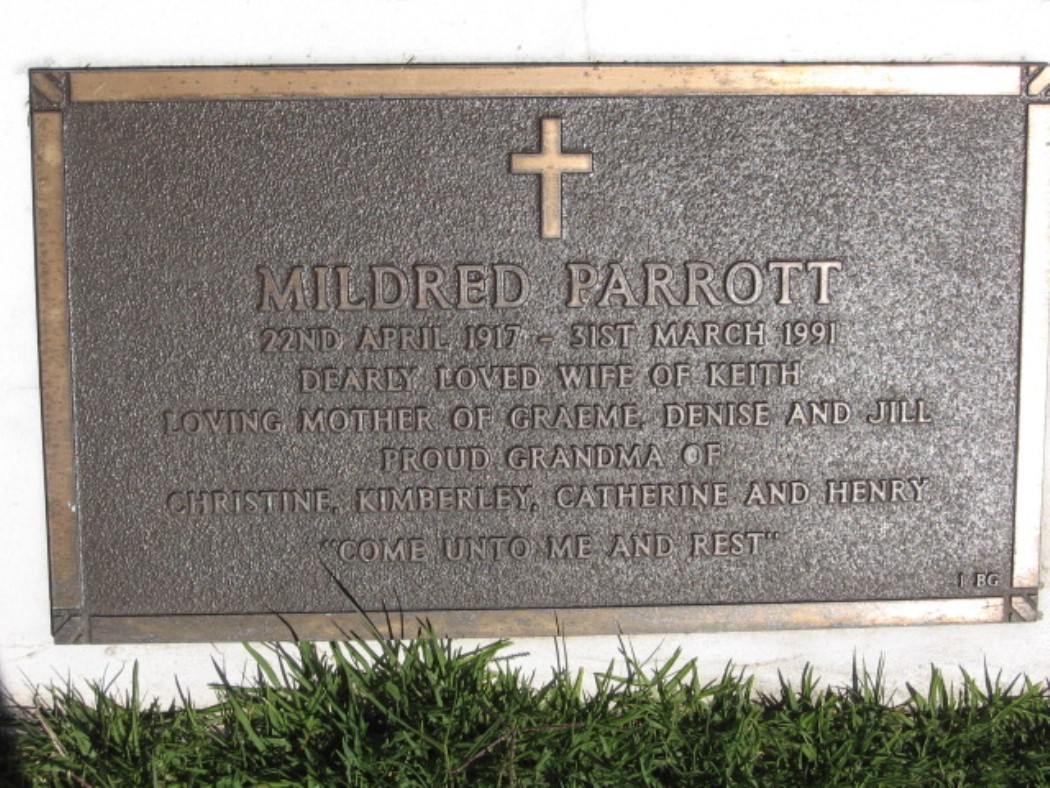 MILDRED PARROTT
22ND APRIL 1917 - 31ST MARCH 1991
DEARLY LOVED WIFE OF KEITH
LOVING MOTHER OF GRAEME, DENISE AND JILL
PROUD GRANDMA OF
CHRISTINE, KIMBERLEY, CATHERINE AND HENRY
"COME UNTO ME AND REST"
1 BG